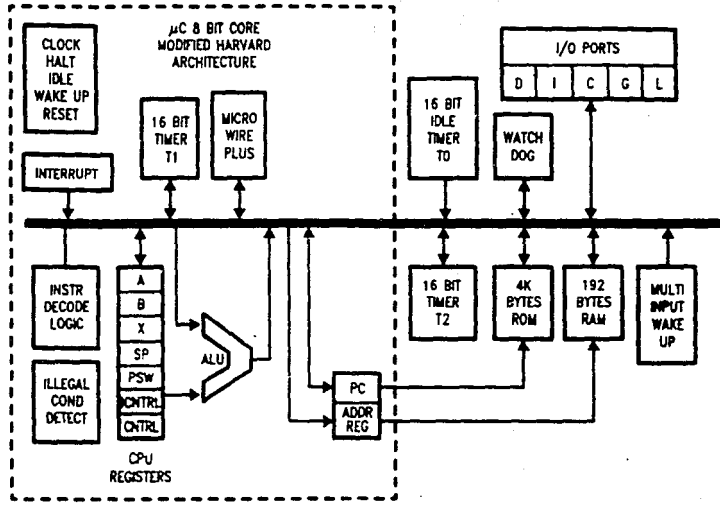 μC 8 BIT CORE
MODIFIED HARVARD
ARCHITECTURE
CLOCK
HALT
IDLE
WAKE UP
RESET
I/O PORTS
D I C G L
16 BIT
TIMER
T1
MICRO
WIRE
PLUS
16 BIT
IDLE
TIMER
T0
WATCH
DOG
INTERRUPT
INSTR
DECODE
LOGIC
A
B
X
SP
PSW
ICNTRL
CNTRL
ALU
16 BIT
TIMER
T2
4K
BYTES
ROM
192
BYTES
RAM
MULTI
INPUT
WAKE
UP
ILLEGAL
COND
DETECT
PC
ADDR
REG
CPU
REGISTERS